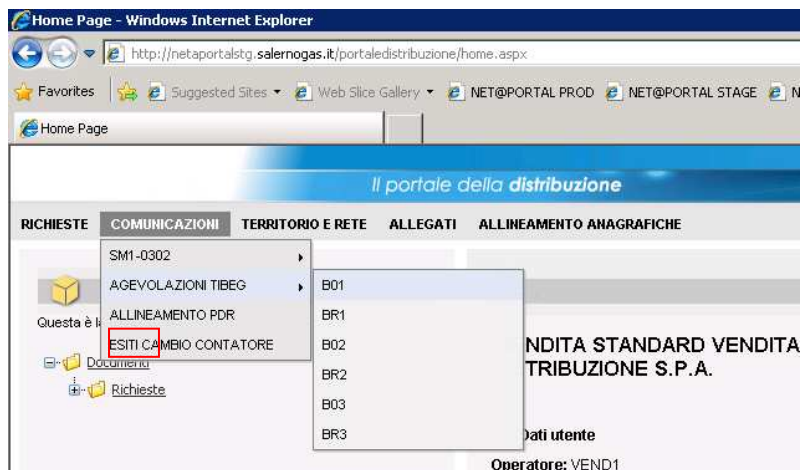 Home Page - Windows Internet Explorer
http://netaportalstg.salernogas.it/portaledistribuzione/home.aspx
Favorites Suggested Sites Web Slice Gallery NET@PORTAL PROD NET@PORTAL STAGE N
Home Page
Il portale della distribuzione
RICHIESTE COMUNICAZIONI TERRITORIO E RETE ALLEGATI ALLINEAMENTO ANAGRAFICHE
SM1-0302
AGEVOLAZIONI TIBEG B01
ALLINEAMENTO PDR BR1
Questa è l
ESITI CAMBIO CONTATORE B02
NDITA STANDARD VENDITA
Documenti
BR2
TRIBUZIONE S.P.A.
Richieste
B03
BR3
Dati utente
Operatore: VEND1